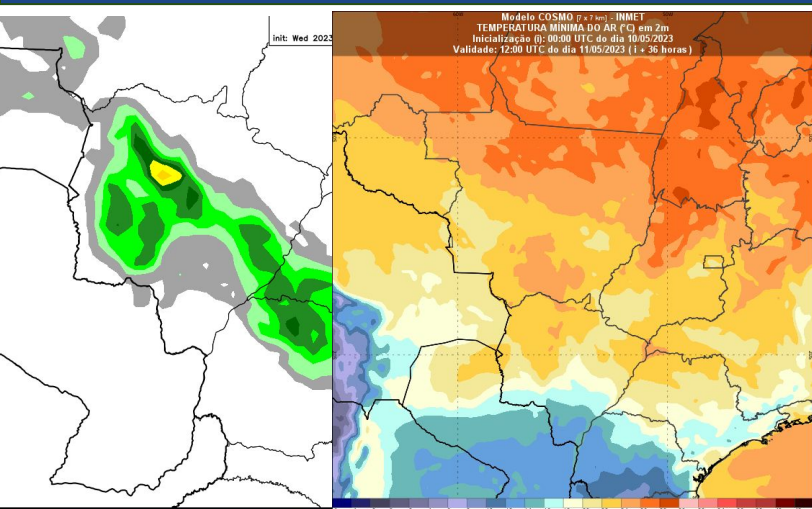 init: Wed 2023
Modelo COSMO [7 x 7 km] - INMET
TEMPERATURA MÍNIMA DO AR (°C) em 2m
Inicialização (i): 00:00 UTC do dia 10/05/2023
Validade: 12:00 UTC do dia 11/05/2023 ( i + 36 horas )